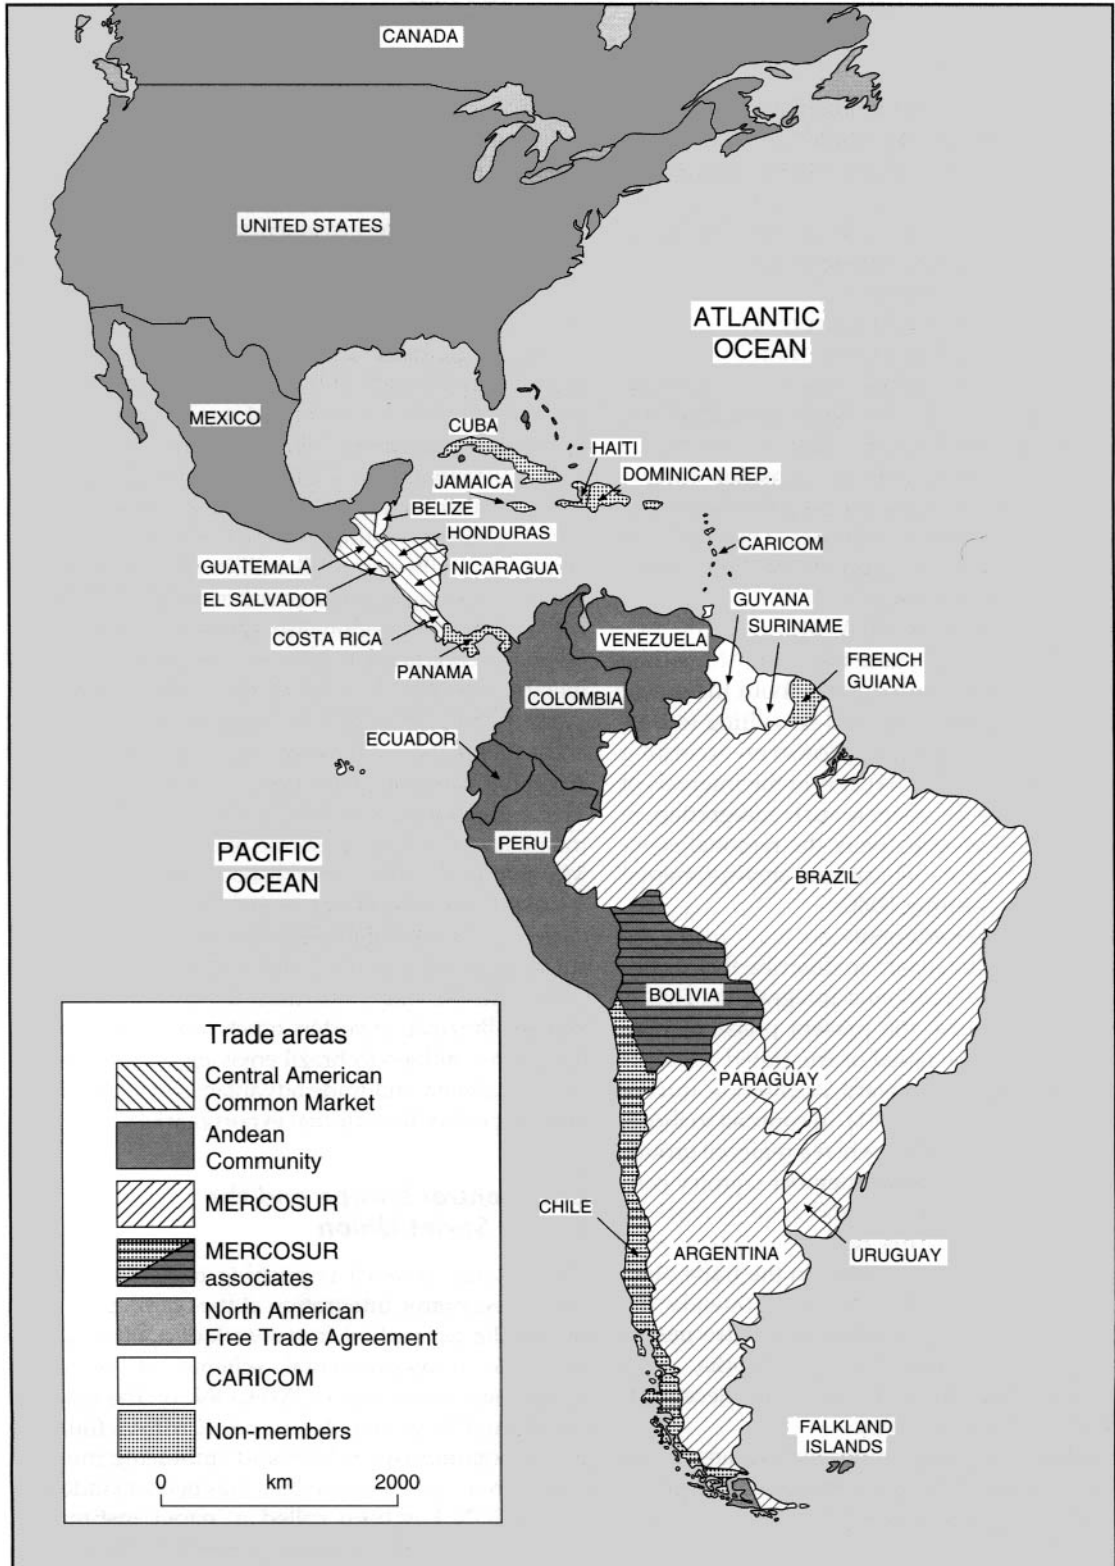 CANADA
UNITED STATES
ATLANTIC
OCEAN
MEXICO
CUBA
HAITI
DOMINICAN REP.
JAMAICA
BELIZE
HONDURAS
CARICOM
GUATEMALA
NICARAGUA
EL SALVADOR
GUYANA
SURINAME
COSTA RICA
VENEZUELA
PANAMA
FRENCH
GUIANA
COLOMBIA
ECUADOR
PERU
PACIFIC
OCEAN
BRAZIL
BOLIVIA
PARAGUAY
CHILE
ARGENTINA
URUGUAY
FALKLAND
ISLANDS
Trade areas
Central American
Common Market
Andean
Community
MERCOSUR
MERCOSUR
associates
North American
Free Trade Agreement
CARICOM
Non-members
0 km 2000